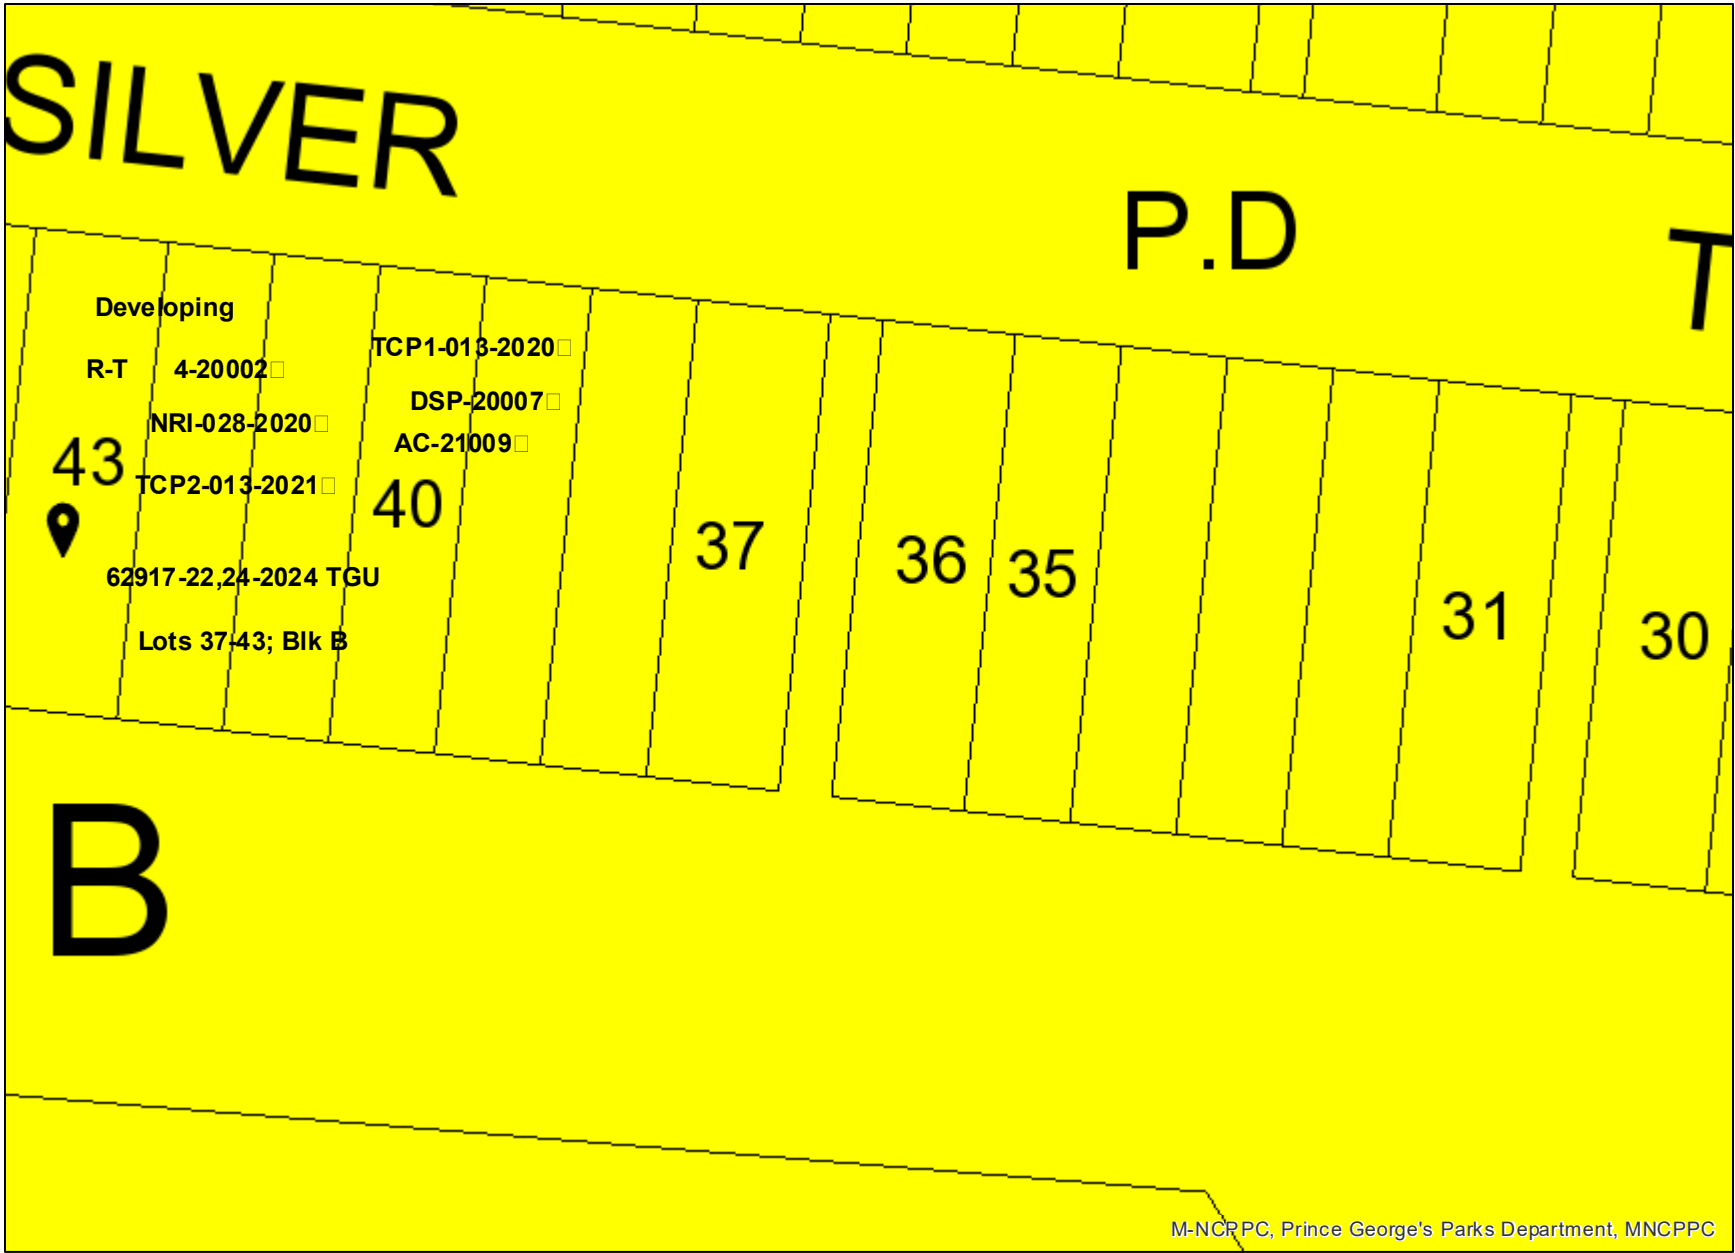 SILVER
P.D
T
Developing
R-T 4-20002
NRI-028-2020
TCP2-013-2021
62917-22,24-2024 TGU
Lots 37-43; Blk B
TCP1-013-2020
DSP-20007
AC-21009
43
40
37
36
35
31
30
B
M-NCPPC, Prince George's Parks Department, MNCPPC